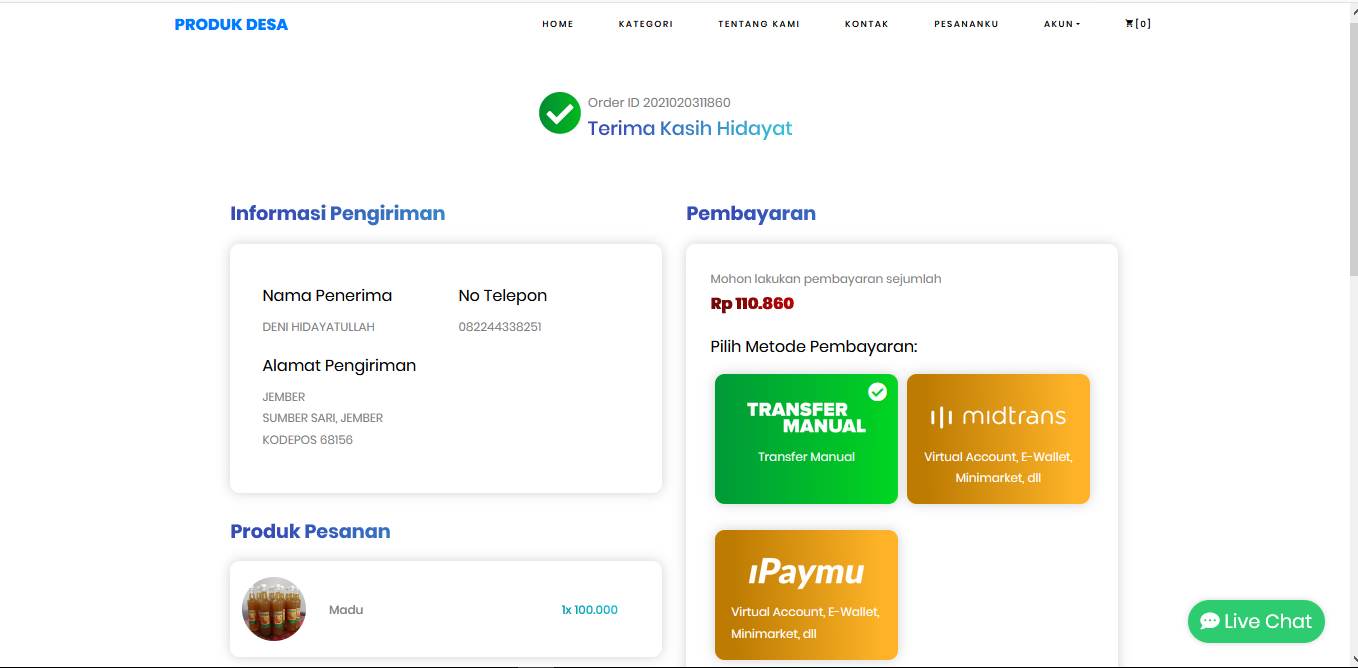 PRODUK DESA
HOME
KATEGORI
TENTANG KAMI
KONTAK
PESANANKU
AKUN
[0]
Order ID 2021020311860
Terima Kasih Hidayat
Informasi Pengiriman
Nama Penerima
No Telepon
DENI HIDAYATULLAH
082244338251
Alamat Pengiriman
JEMBER
SUMBER SARI, JEMBER
KODEPOS 68156
Produk Pesanan
Madu
1x 100.000
Pembayaran
Mohon lakukan pembayaran sejumlah
Rp 110.860
Pilih Metode Pembayaran:
TRANSFER
MANUAL
Transfer Manual
midtrans
Virtual Account, E-Wallet,
Minimarket, dll
iPaymu
Virtual Account, E-Wallet,
Minimarket, dll
Live Chat